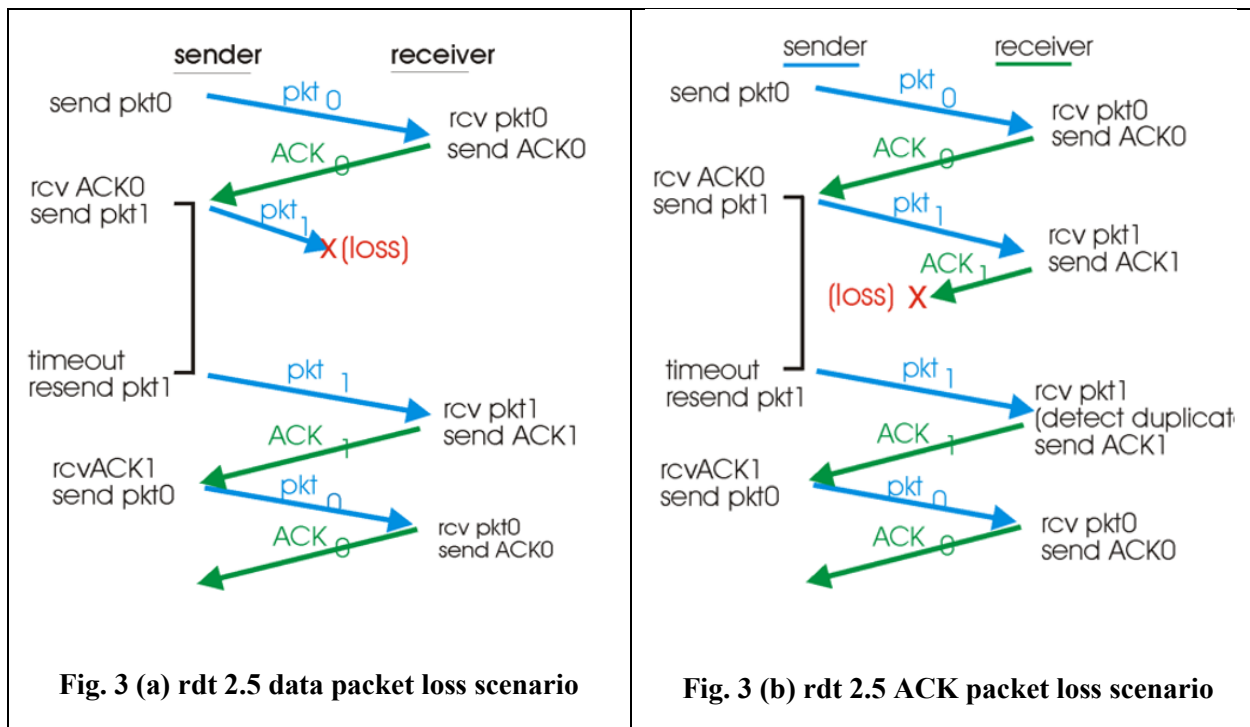 sender
receiver
send pkt0
pkt 0
rcv pkt0
send ACK0
ACK 0
rcv ACK0
send pkt1
pkt 1
X (loss)
timeout
resend pkt1
pkt 1
rcv pkt1
send ACK1
ACK 1
rcvACK1
send pkt0
pkt 0
rcv pkt0
send ACK0
ACK 0
Fig. 3 (a) rdt 2.5 data packet loss scenario
sender
receiver
send pkt0
pkt 0
rcv pkt0
send ACK0
ACK 0
rcv ACK0
send pkt1
pkt 1
rcv pkt1
send ACK1
ACK 1
(loss) X
timeout
resend pkt1
pkt 1
rcv pkt1
(detect duplicate
send ACK1
ACK 1
rcvACK1
send pkt0
pkt 0
rcv pkt0
send ACK0
ACK 0
Fig. 3 (b) rdt 2.5 ACK packet loss scenario